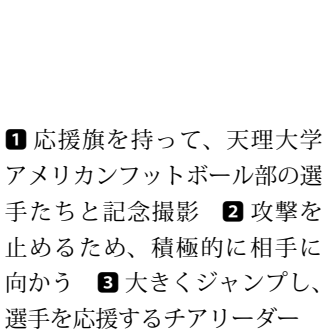 ❶ 応援旗を持って、天理大学
アメリカンフットボール部の選
手たちと記念撮影　❷ 攻撃を
止めるため、積極的に相手に
向かう　❸ 大きくジャンプし、
選手を応援するチアリーダー